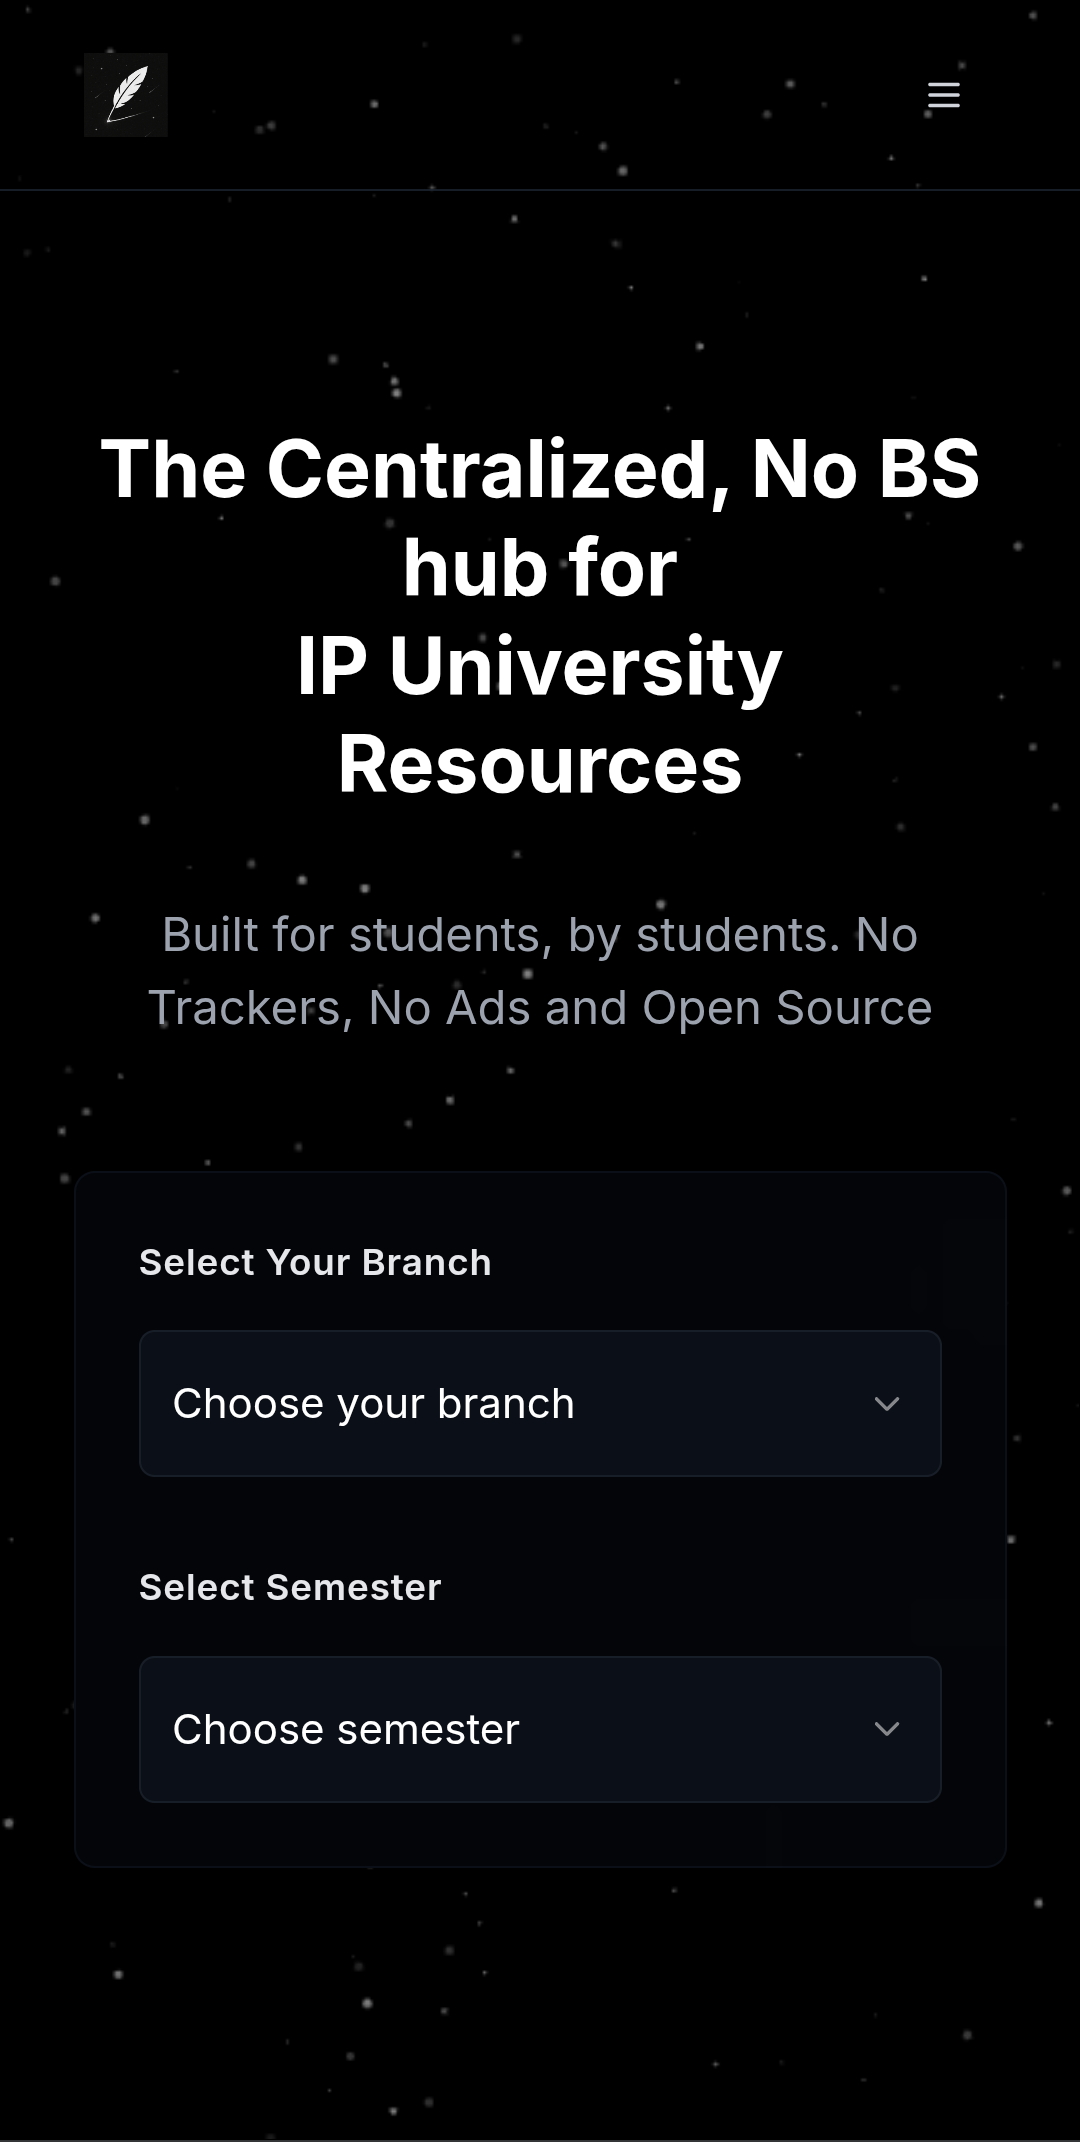 The Centralized, No BS
hub for
IP University
Resources
Built for students, by students. No
Trackers, No Ads and Open Source
Select Your Branch
Choose your branch
Select Semester
Choose semester